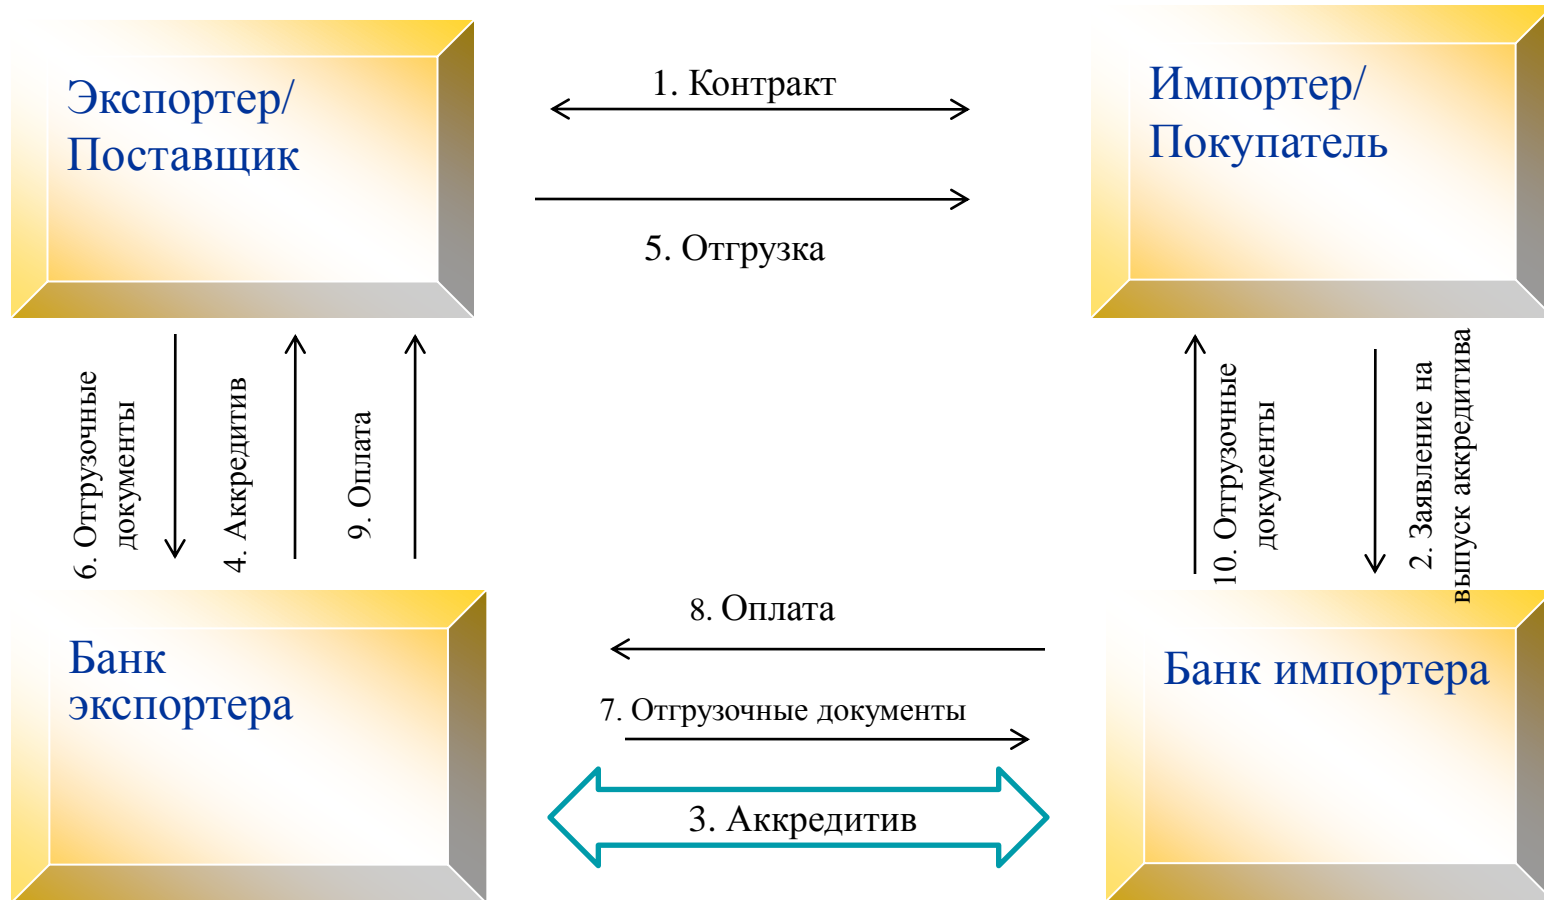 Экспортер/
Поставщик
1. Контракт
Импортер/
Покупатель
5. Отгрузка
6. Отгрузочные
документы
4. Аккредитив
9. Оплата
10. Отгрузочные
документы
2. Заявление на
выпуск аккредитива
Банк
экспортера
8. Оплата
7. Отгрузочные документы
3. Аккредитив
Банк импортера